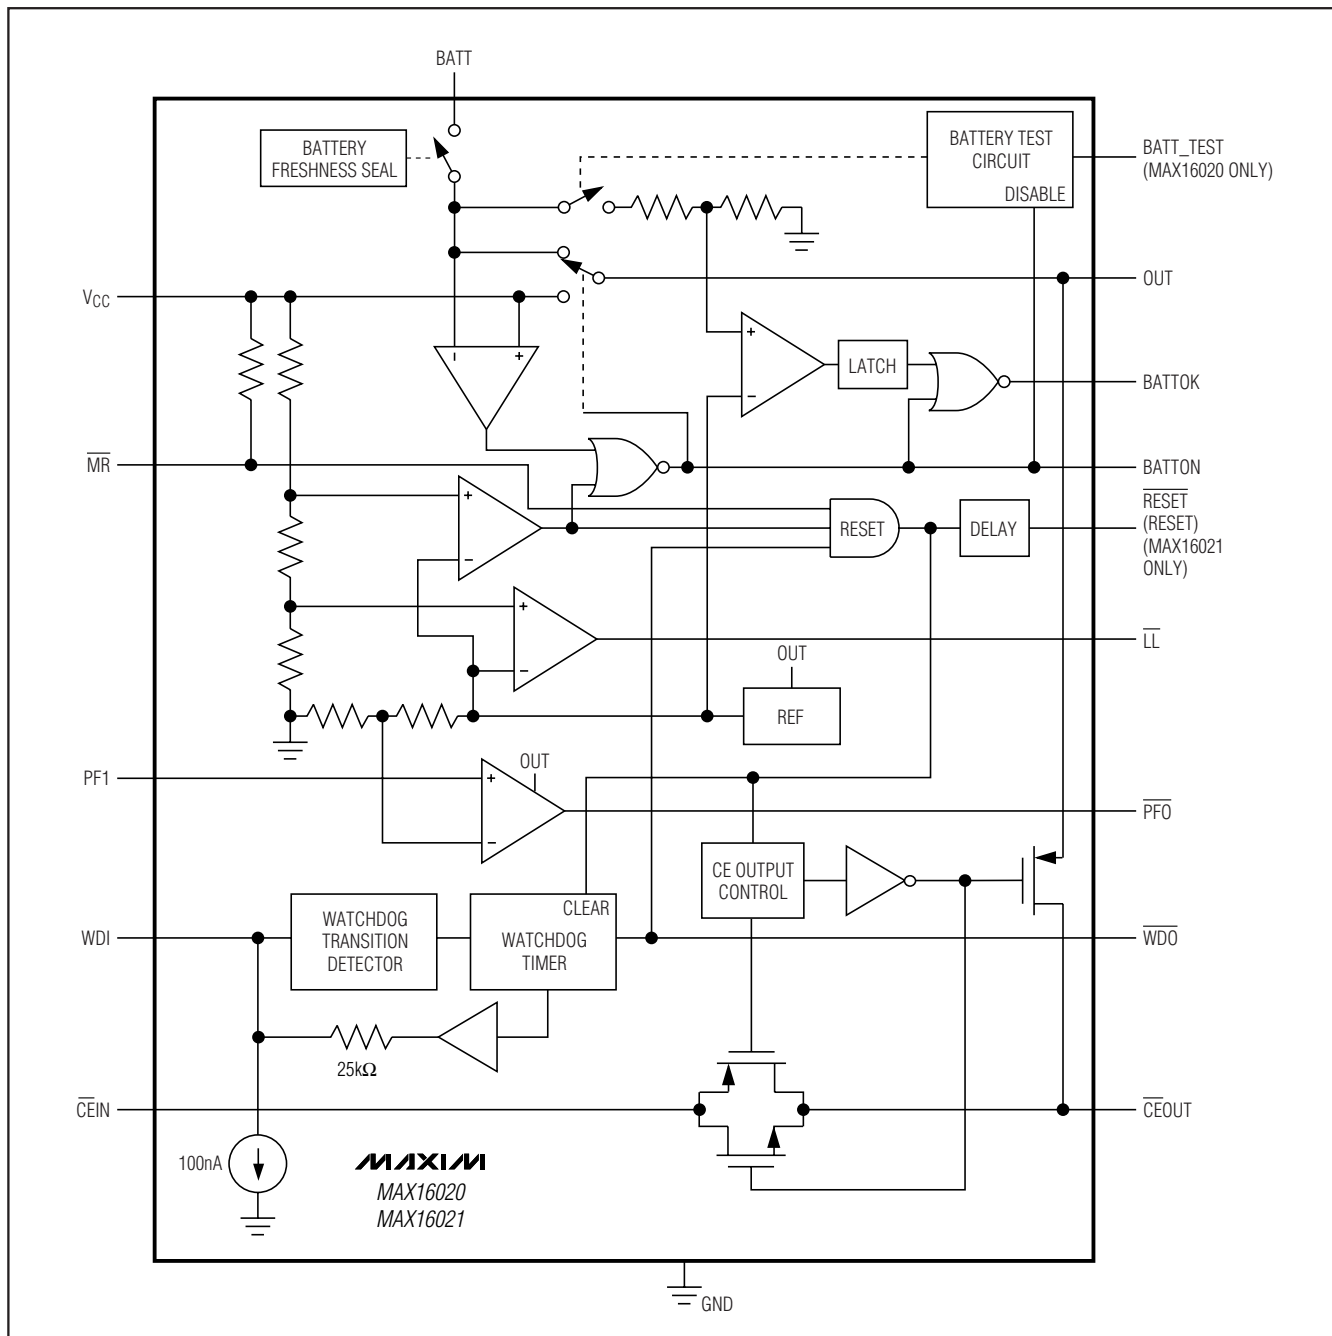 BATT
BATTERY
FRESHNESS SEAL
BATTERY TEST
CIRCUIT
DISABLE
BATT_TEST
(MAX16020 ONLY)
OUT
VCC
+
−
+
−
LATCH
BATTOK
MR
BATTON
+
−
RESET
DELAY
RESET
(RESET)
(MAX16021
ONLY)
+
−
LL
OUT
REF
PF1
+
−
OUT
PFO
CE OUTPUT
CONTROL
WDI
WATCHDOG
TRANSITION
DETECTOR
CLEAR
WATCHDOG
TIMER
WDO
25kΩ
CEIN
CEOUT
100nA
MAXIM
MAX16020
MAX16021
GND